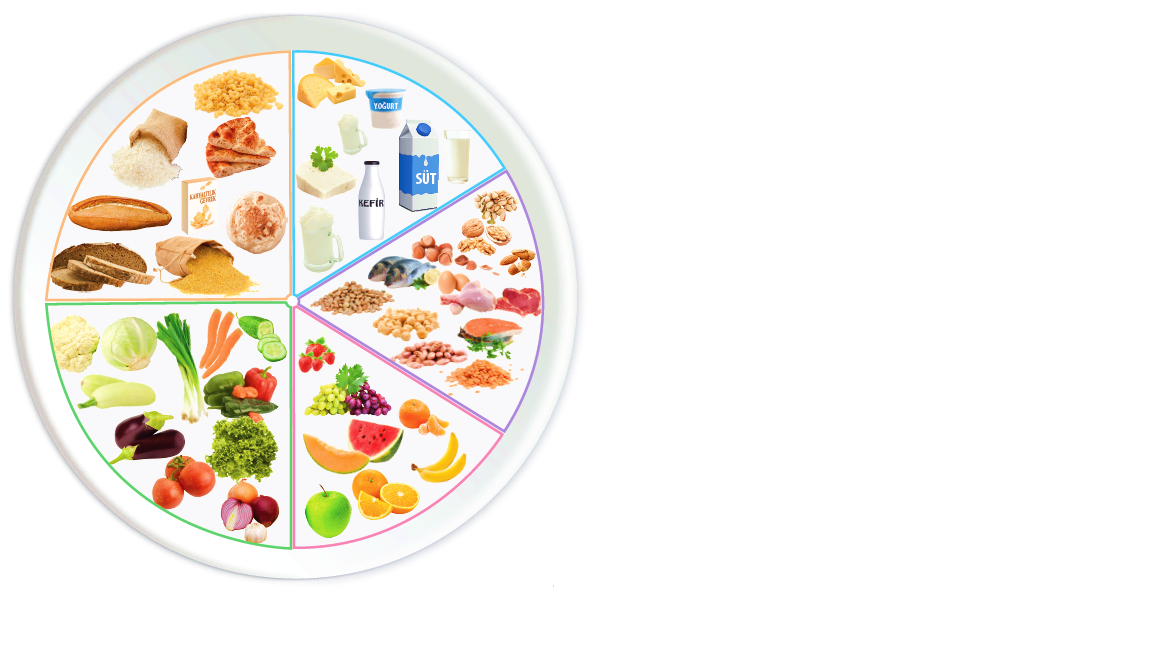 YOĞURT
SÜT
KEFİR
KAHVALTILIK
GEVREK